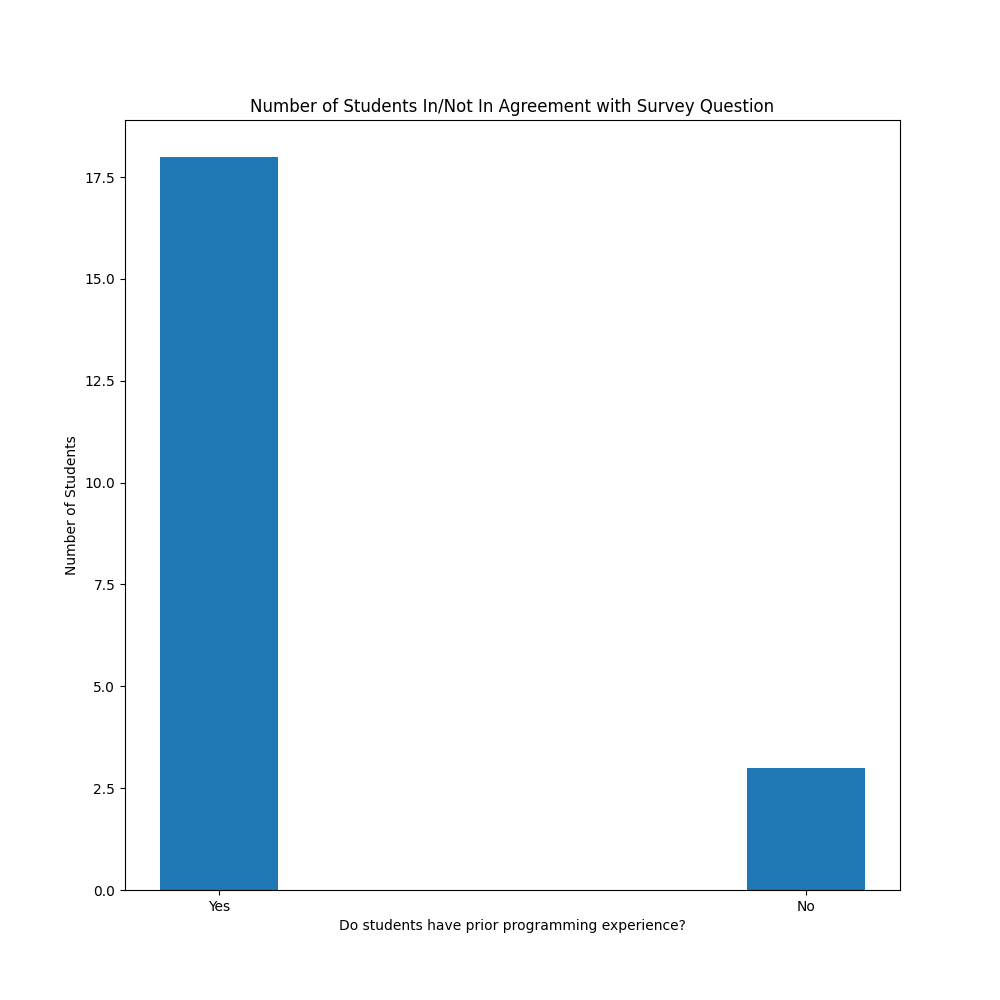 Number of Students In/Not In Agreement with Survey Question
17.5
15.0
12.5
10.0
7.5
5.0
2.5
0.0
Number of Students
Yes
No
Do students have prior programming experience?